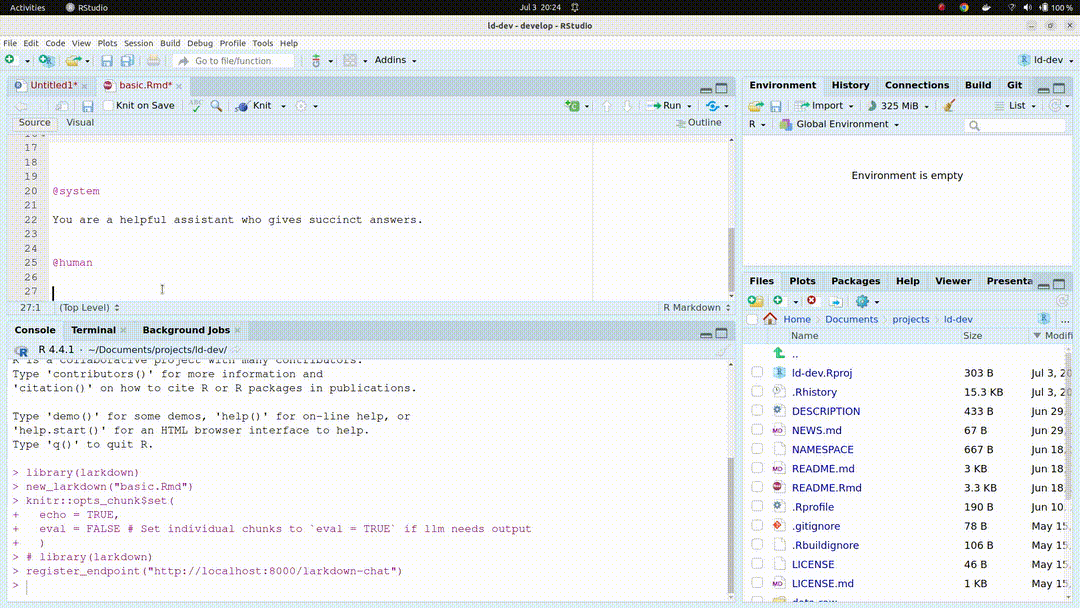 Activities RStudio Jul 3 20:24 100 %
ld-dev - develop - RStudio
File Edit Code View Plots Session Build Debug Profile Tools Help
Go to file/function Addins ld-dev
Untitled1* basic.Rmd*
Knit on Save ABC Knit Run
Source Visual Outline
16
17
18
19
20 @system
21
22 You are a helpful assistant who gives succinct answers.
23
24
25 @human
26
27
27:1 (Top Level) R Markdown
Console Terminal Background Jobs
R 4.4.1 · ~/Documents/projects/ld-dev/
R is a collaborative project with many contributors.
Type 'contributors()' for more information and
'citation()' on how to cite R or R packages in publications.
Type 'demo()' for some demos, 'help()' for on-line help, or
'help.start()' for an HTML browser interface to help.
Type 'q()' to quit R.
> library(larkdown)
> new_larkdown("basic.Rmd")
> knitr::opts_chunk$set(
+   echo = TRUE,
+   eval = FALSE # Set individual chunks to `eval = TRUE` if llm needs output
+   )
> # library(larkdown)
> register_endpoint("http://localhost:8000/larkdown-chat")
>
Environment History Connections Build Git
Import 325 MiB List
R Global Environment
Environment is empty
Files Plots Packages Help Viewer Presenta
Home Documents projects ld-dev ...
Name Size Modifi
..
ld-dev.Rproj 303 B Jul 3, 20
.Rhistory 15.3 KB Jul 3, 20
DESCRIPTION 433 B Jun 29,
NEWS.md 67 B Jun 29,
NAMESPACE 667 B Jun 18,
README.md 3 KB Jun 18,
README.Rmd 3.3 KB Jun 18,
.Rprofile 190 B Jun 10,
.gitignore 78 B May 15,
.Rbuildignore 106 B May 15,
LICENSE 46 B May 15,
LICENSE.md 1 KB May 15,
data-raw